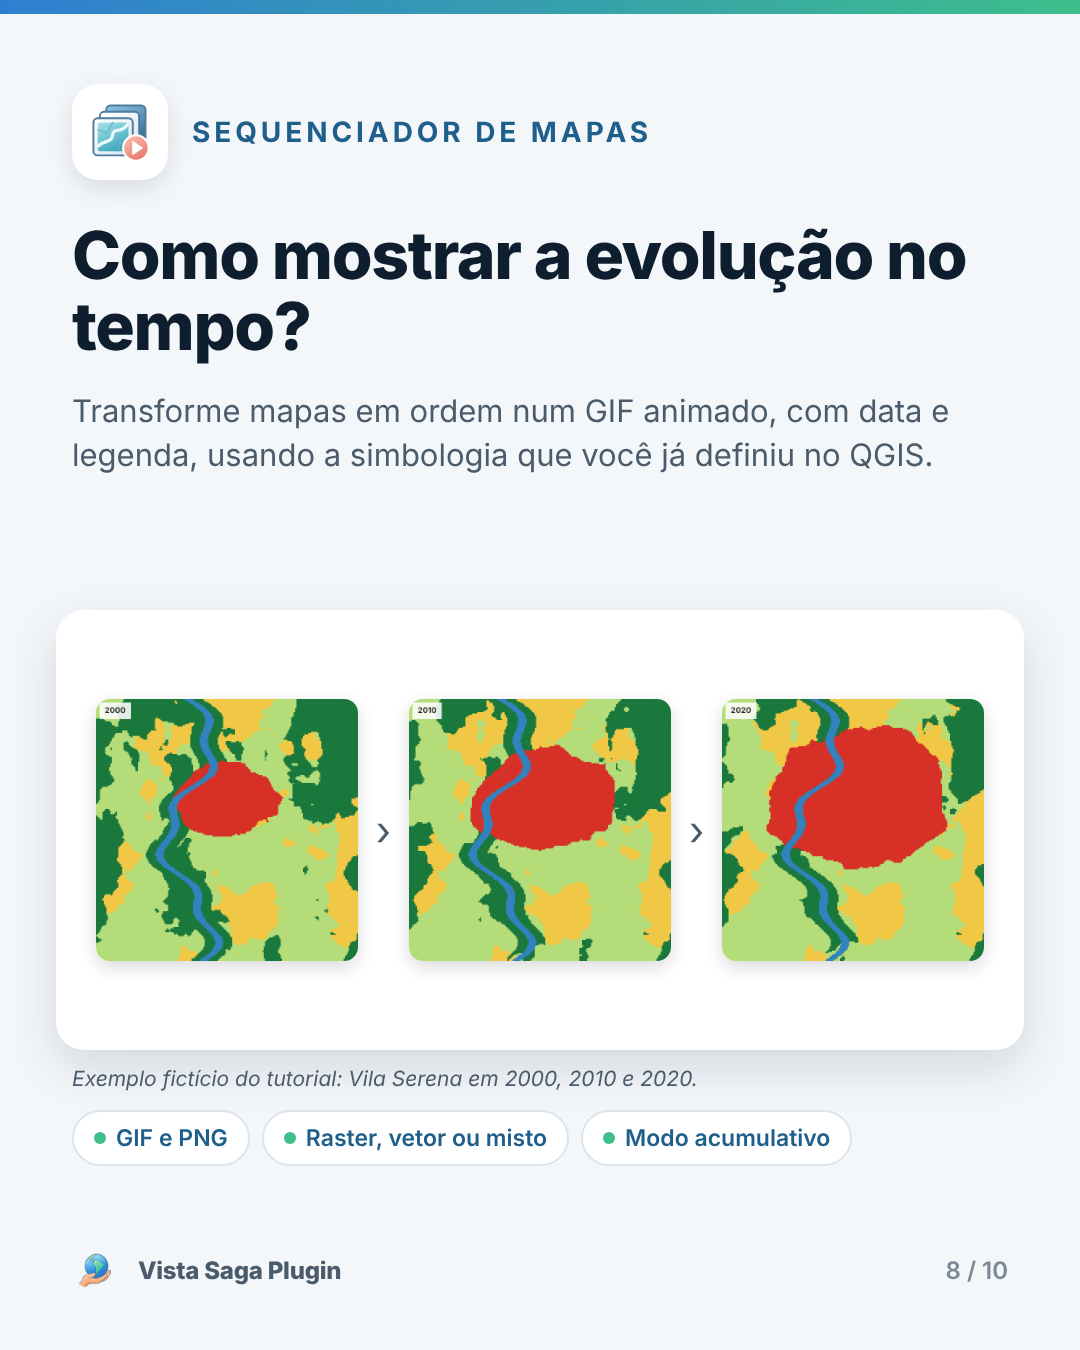 SEQUENCIADOR DE MAPAS
Como mostrar a evolução no
tempo?
Transforme mapas em ordem num GIF animado, com data e
legenda, usando a simbologia que você já definiu no QGIS.
2000
2010
2020
Exemplo fictício do tutorial: Vila Serena em 2000, 2010 e 2020.
GIF e PNG
Raster, vetor ou misto
Modo acumulativo
Vista Saga Plugin
8 / 10